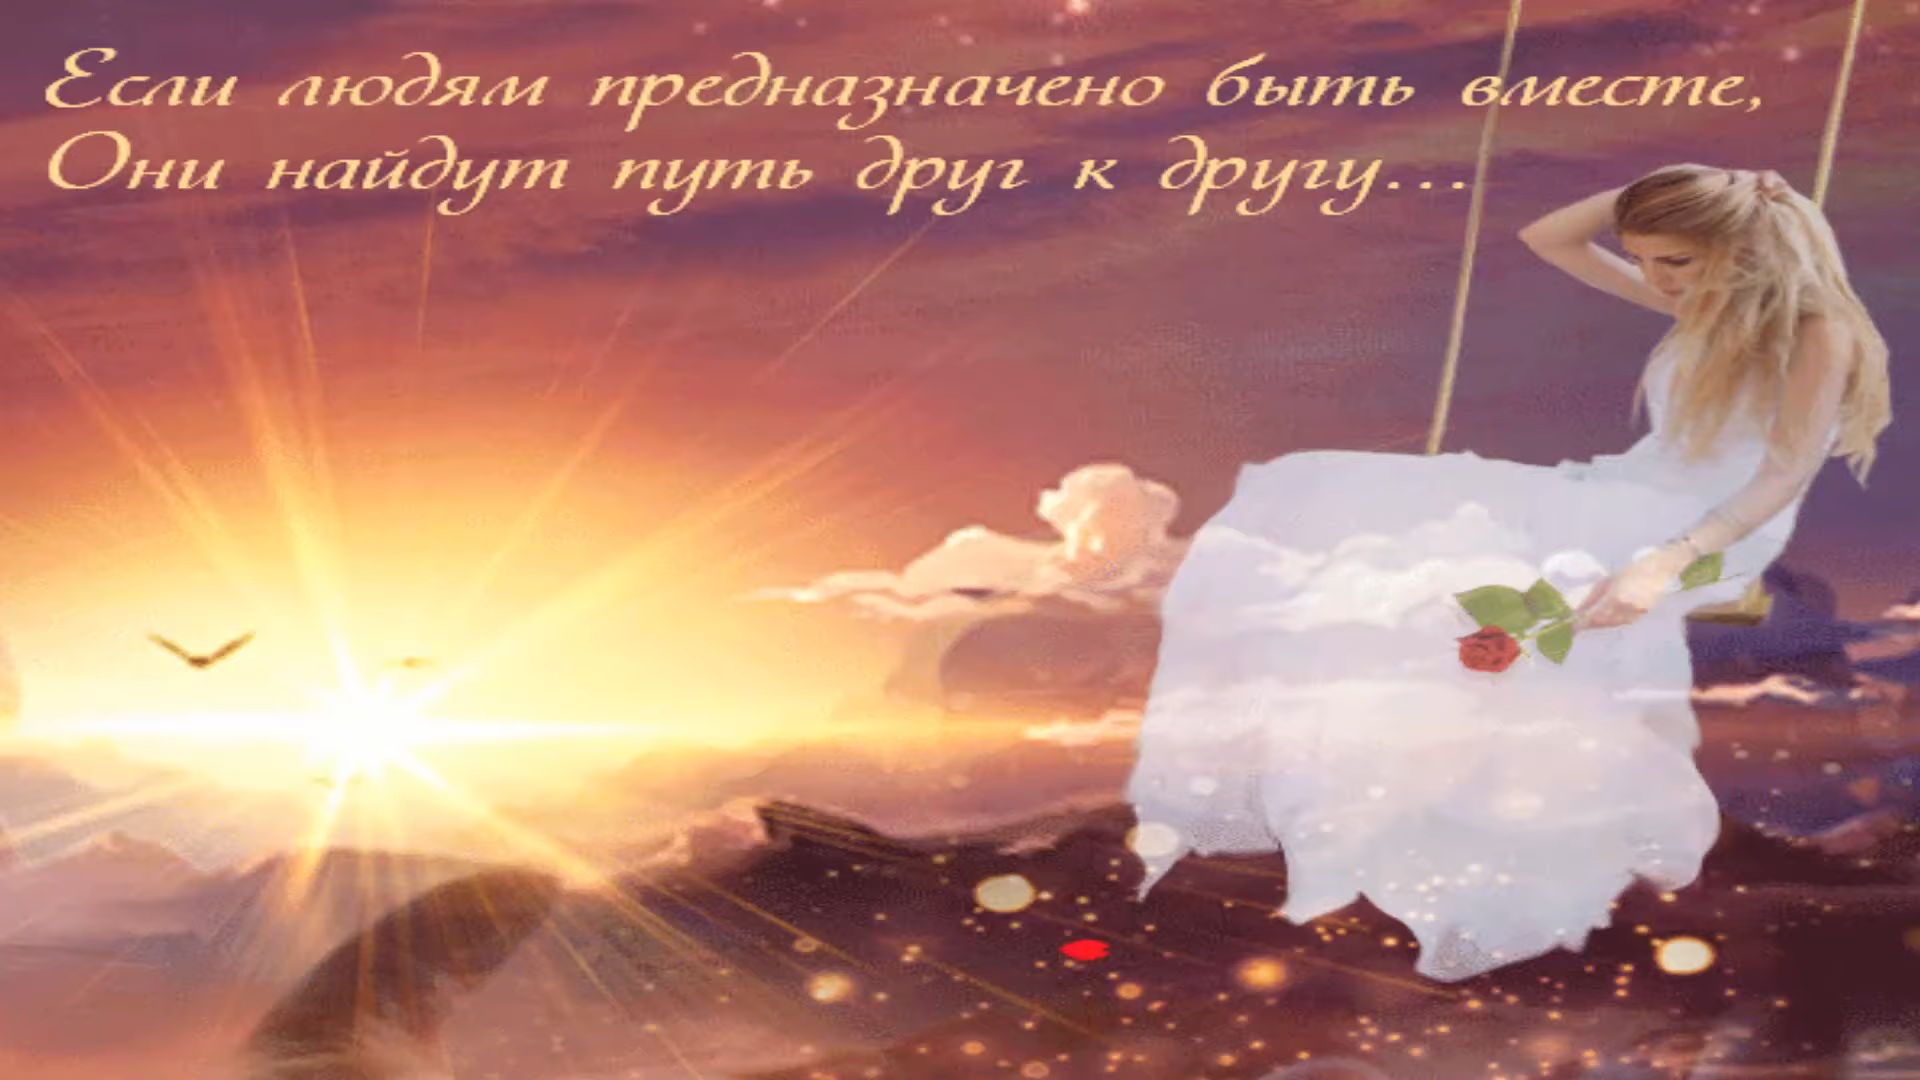 Если людям предназначено быть вместе,
Они найдут путь друг к другу...